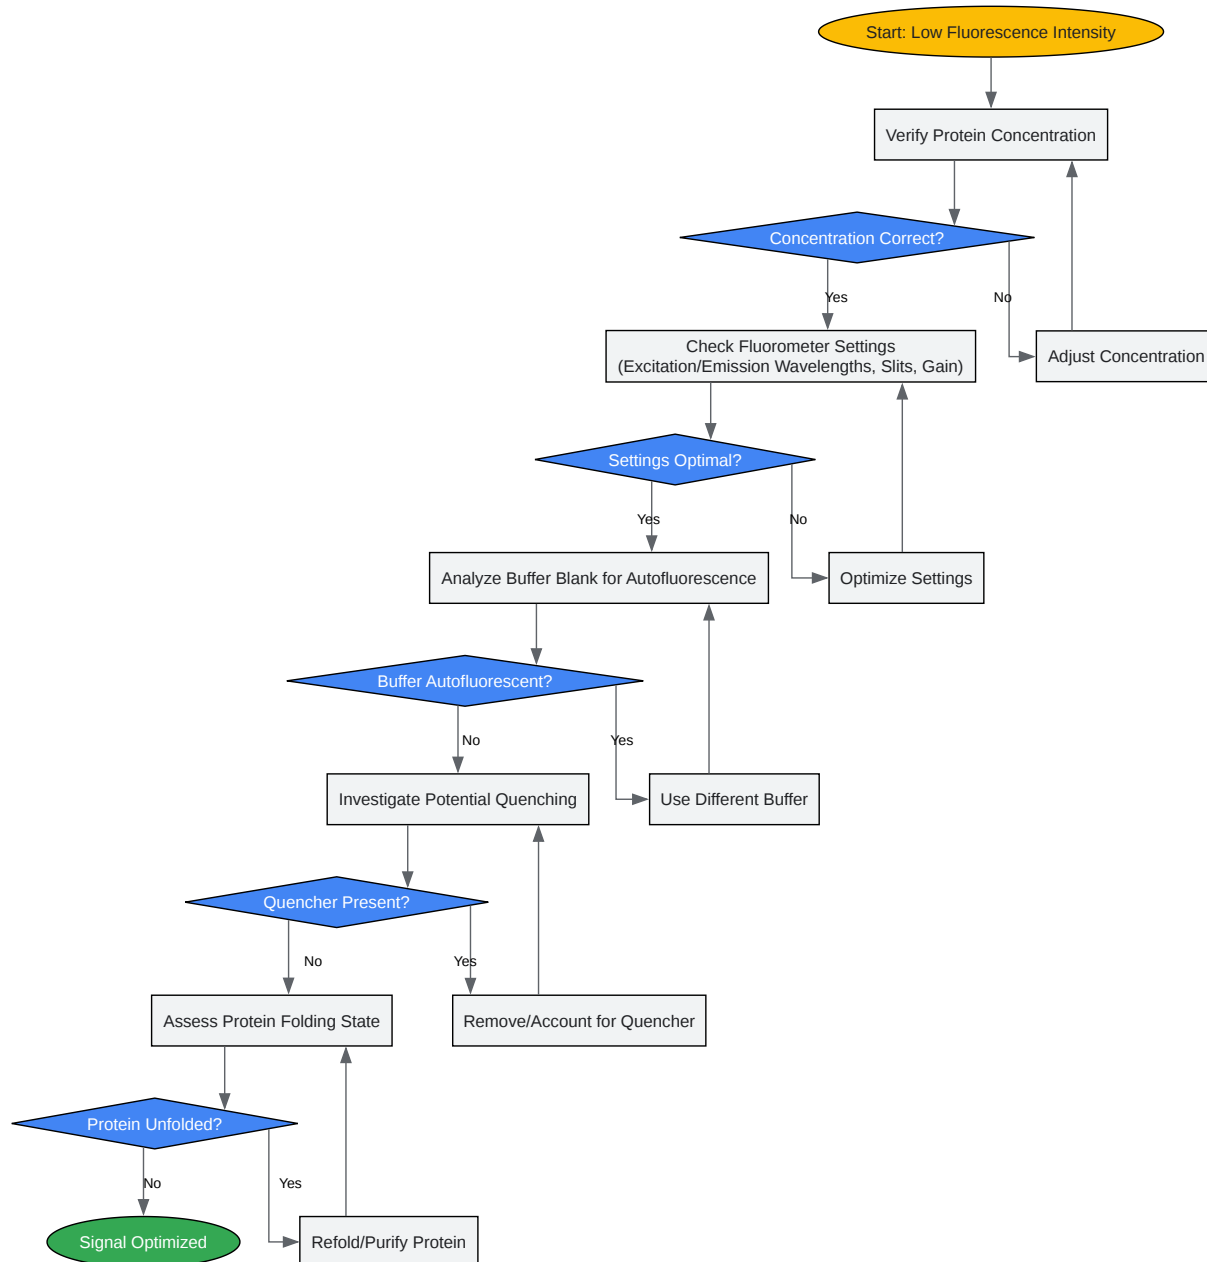 Start: Low Fluorescence Intensity
Verify Protein Concentration
Concentration Correct?
Yes
No
Check Fluorometer Settings
(Excitation/Emission Wavelengths, Slits, Gain)
Adjust Concentration
Settings Optimal?
Yes
No
Analyze Buffer Blank for Autofluorescence
Optimize Settings
Buffer Autofluorescent?
No
Yes
Investigate Potential Quenching
Use Different Buffer
Quencher Present?
No
Yes
Assess Protein Folding State
Remove/Account for Quencher
Protein Unfolded?
No
Yes
Signal Optimized
Refold/Purify Protein